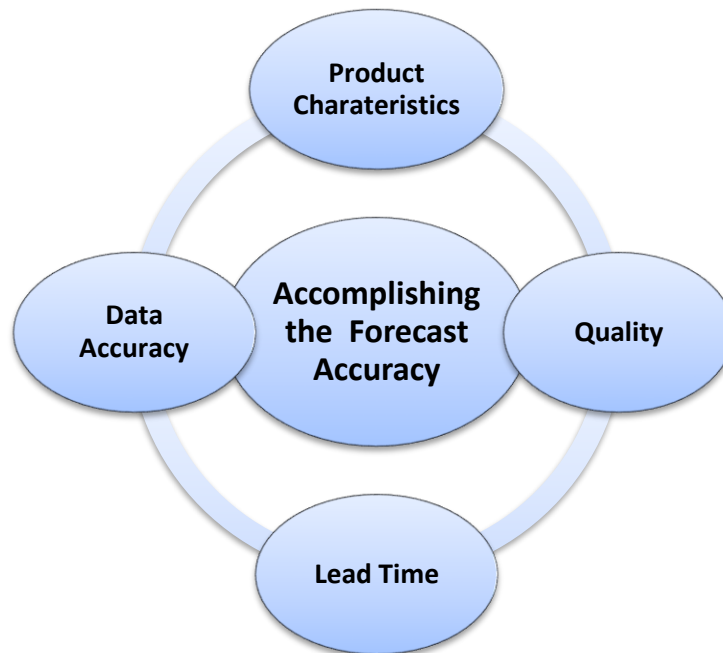 Product
Charateristics
Accomplishing
the Forecast
Accuracy
Data
Accuracy
Quality
Lead Time